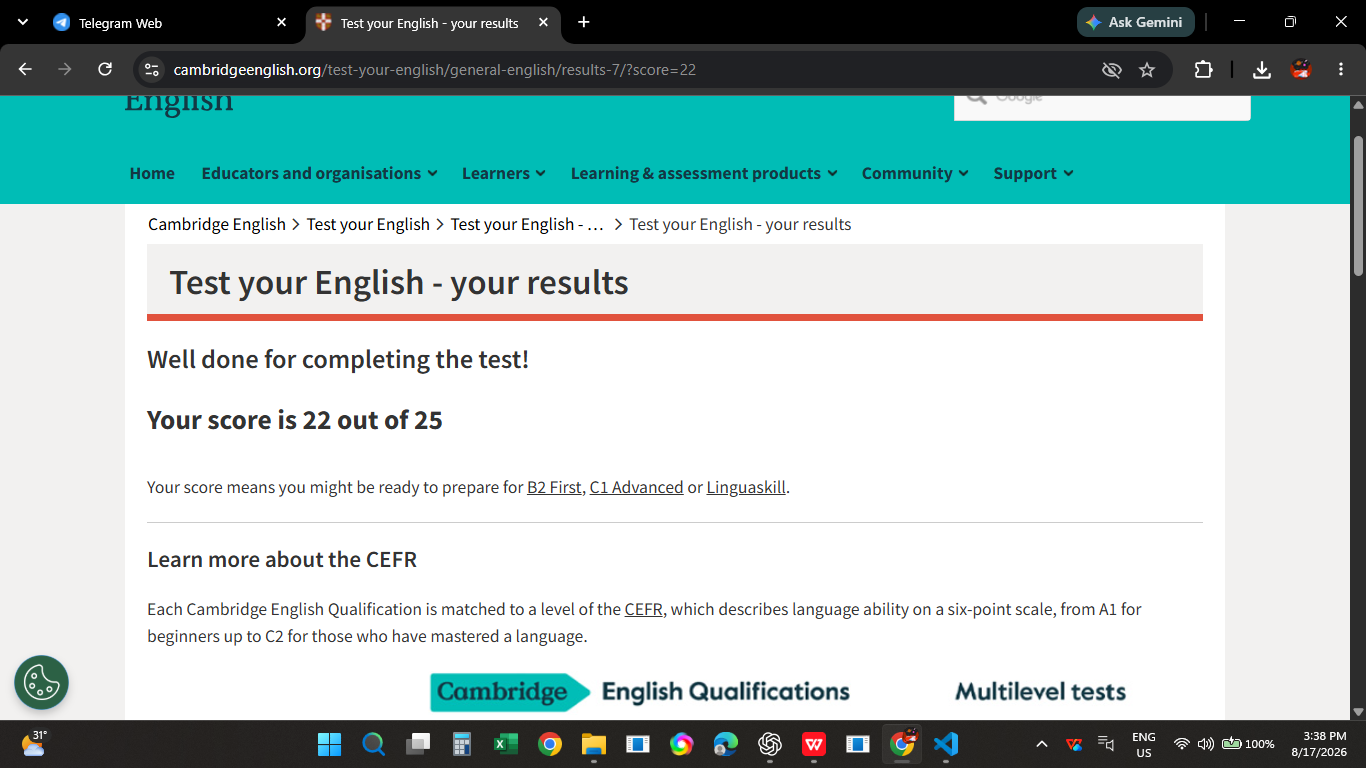 Telegram Web
Test your English - your results
Ask Gemini
cambridgeenglish.org/test-your-english/general-english/results-7/?score=22
English
Google
Home
Educators and organisations
Learners
Learning & assessment products
Community
Support
Cambridge English > Test your English > Test your English - … > Test your English - your results
Test your English - your results
Well done for completing the test!
Your score is 22 out of 25
Your score means you might be ready to prepare for B2 First, C1 Advanced or Linguaskill.
Learn more about the CEFR
Each Cambridge English Qualification is matched to a level of the CEFR, which describes language ability on a six-point scale, from A1 for
beginners up to C2 for those who have mastered a language.
Cambridge English Qualifications
Multilevel tests
31°
ENG
US
100%
3:38 PM
8/17/2026